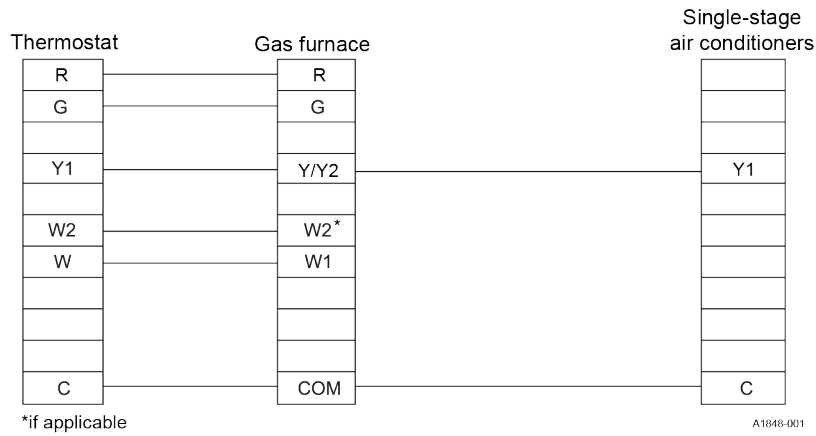 Single-stage
air conditioners
Thermostat Gas furnace
R R
G G
Y1 Y/Y2 Y1
W2 W2*
W W1
C COM C
*if applicable
A1848-001